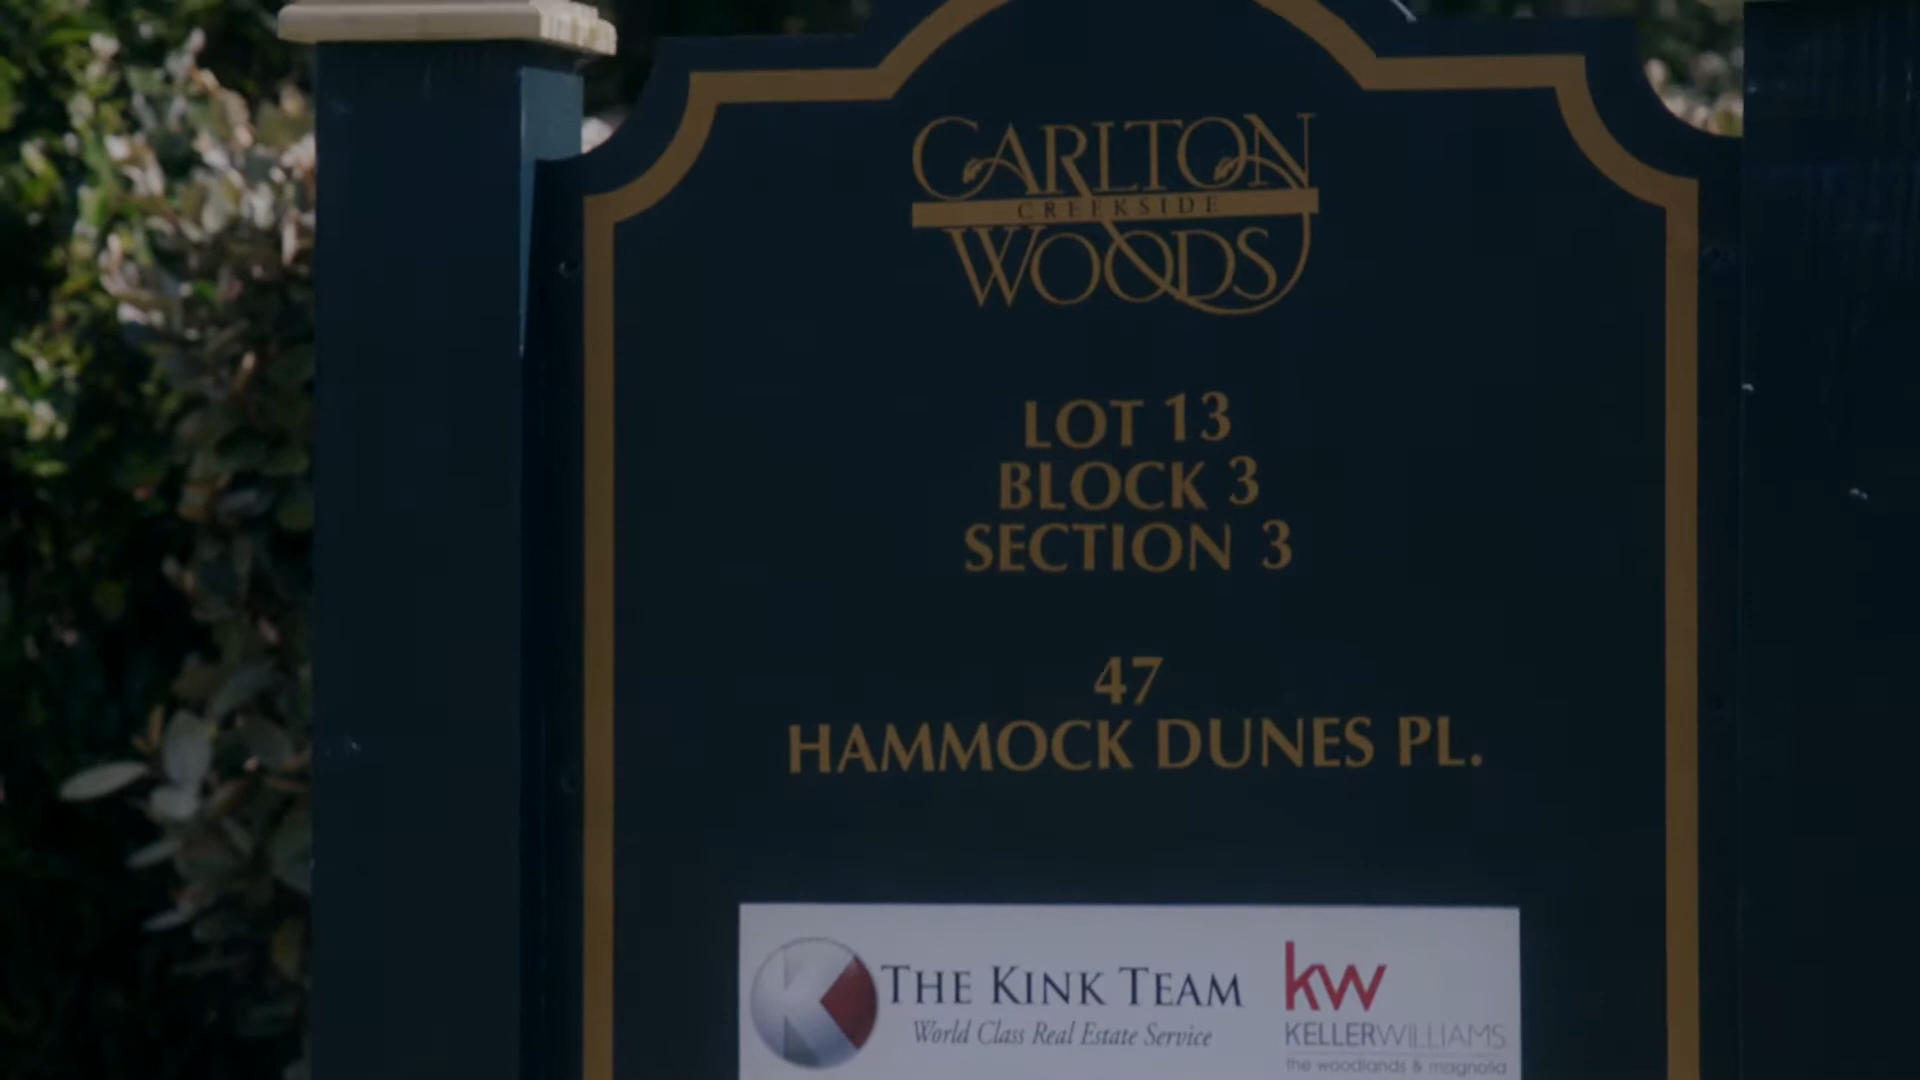 CARLTON
CREEKSIDE
WOODS
LOT 13
BLOCK 3
SECTION 3
47
HAMMOCK DUNES PL.
K THE KINK TEAM
World Class Real Estate Service
kw
KELLERWILLIAMS
the woodlands & magnolia